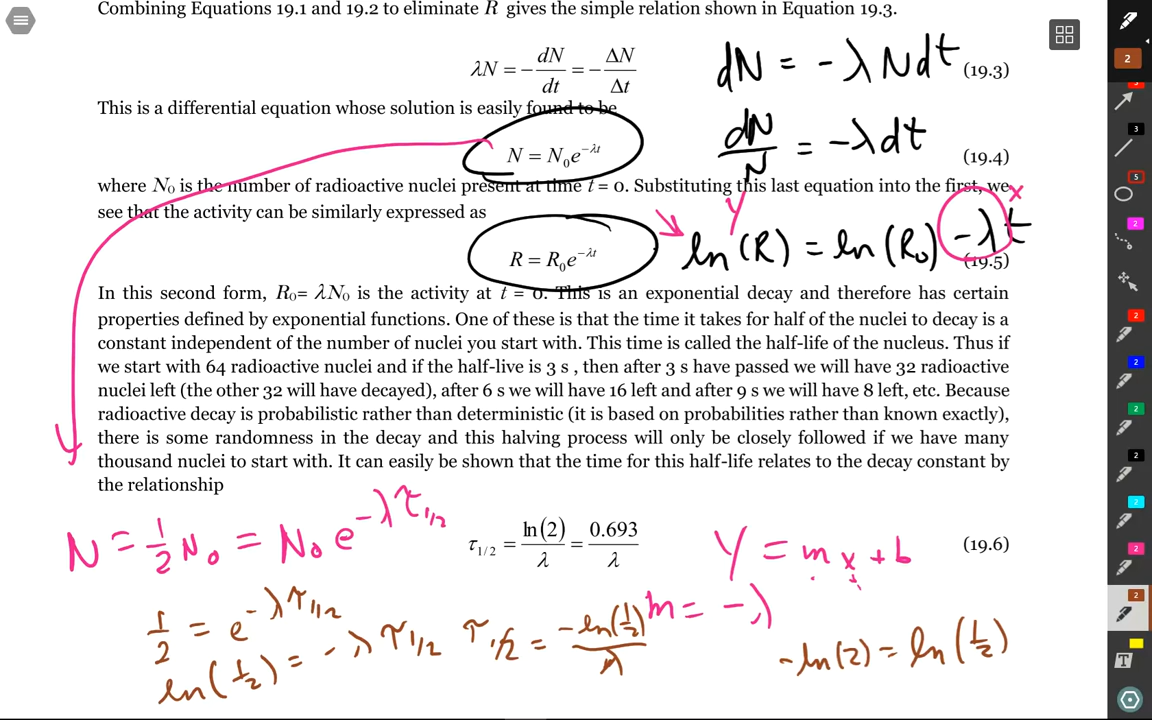 Combining Equations 19.1 and 19.2 to eliminate R gives the simple relation shown in Equation 19.3.
λN = -dN/dt = -ΔN/Δt (19.3)
dN = -λNdt
This is a differential equation whose solution is easily found to be
dN/N = -λdt
N = N₀e^(-λt) (19.4)
where N₀ is the number of radioactive nuclei present at time t = 0. Substituting this last equation into the first, we
see that the activity can be similarly expressed as
Y x
ln(R) = ln(R₀) -λt
R = R₀e^(-λt) (19.5)
In this second form, R₀= λN₀ is the activity at t = 0. This is an exponential decay and therefore has certain
properties defined by exponential functions. One of these is that the time it takes for half of the nuclei to decay is a
constant independent of the number of nuclei you start with. This time is called the half-life of the nucleus. Thus if
we start with 64 radioactive nuclei and if the half-live is 3 s , then after 3 s have passed we will have 32 radioactive
nuclei left (the other 32 will have decayed), after 6 s we will have 16 left and after 9 s we will have 8 left, etc. Because
radioactive decay is probabilistic rather than deterministic (it is based on probabilities rather than known exactly),
there is some randomness in the decay and this halving process will only be closely followed if we have many
thousand nuclei to start with. It can easily be shown that the time for this half-life relates to the decay constant by
the relationship
N = 1/2 N₀ = N₀e^(-λτ1/2)
τ1/2 = ln(2)/λ = 0.693/λ (19.6)
Y = mx + b
m = -λ
1/2 = e^(-λτ1/2)
ln(1/2) = -λτ1/2
τ1/2 = -ln(1/2)/λ
-ln(2) = ln(1/2)
2
3
5
2
2
2
2
2
2
2
2
2
T